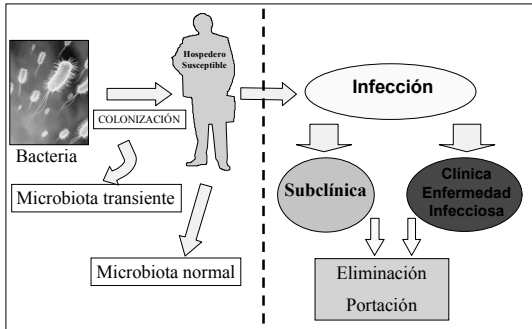 Hospedero
Susceptible
COLONIZACIÓN
Bacteria
Microbiota transiente
Microbiota normal
Infección
Subclínica
Clínica
Enfermedad
Infecciosa
Eliminación
Portación